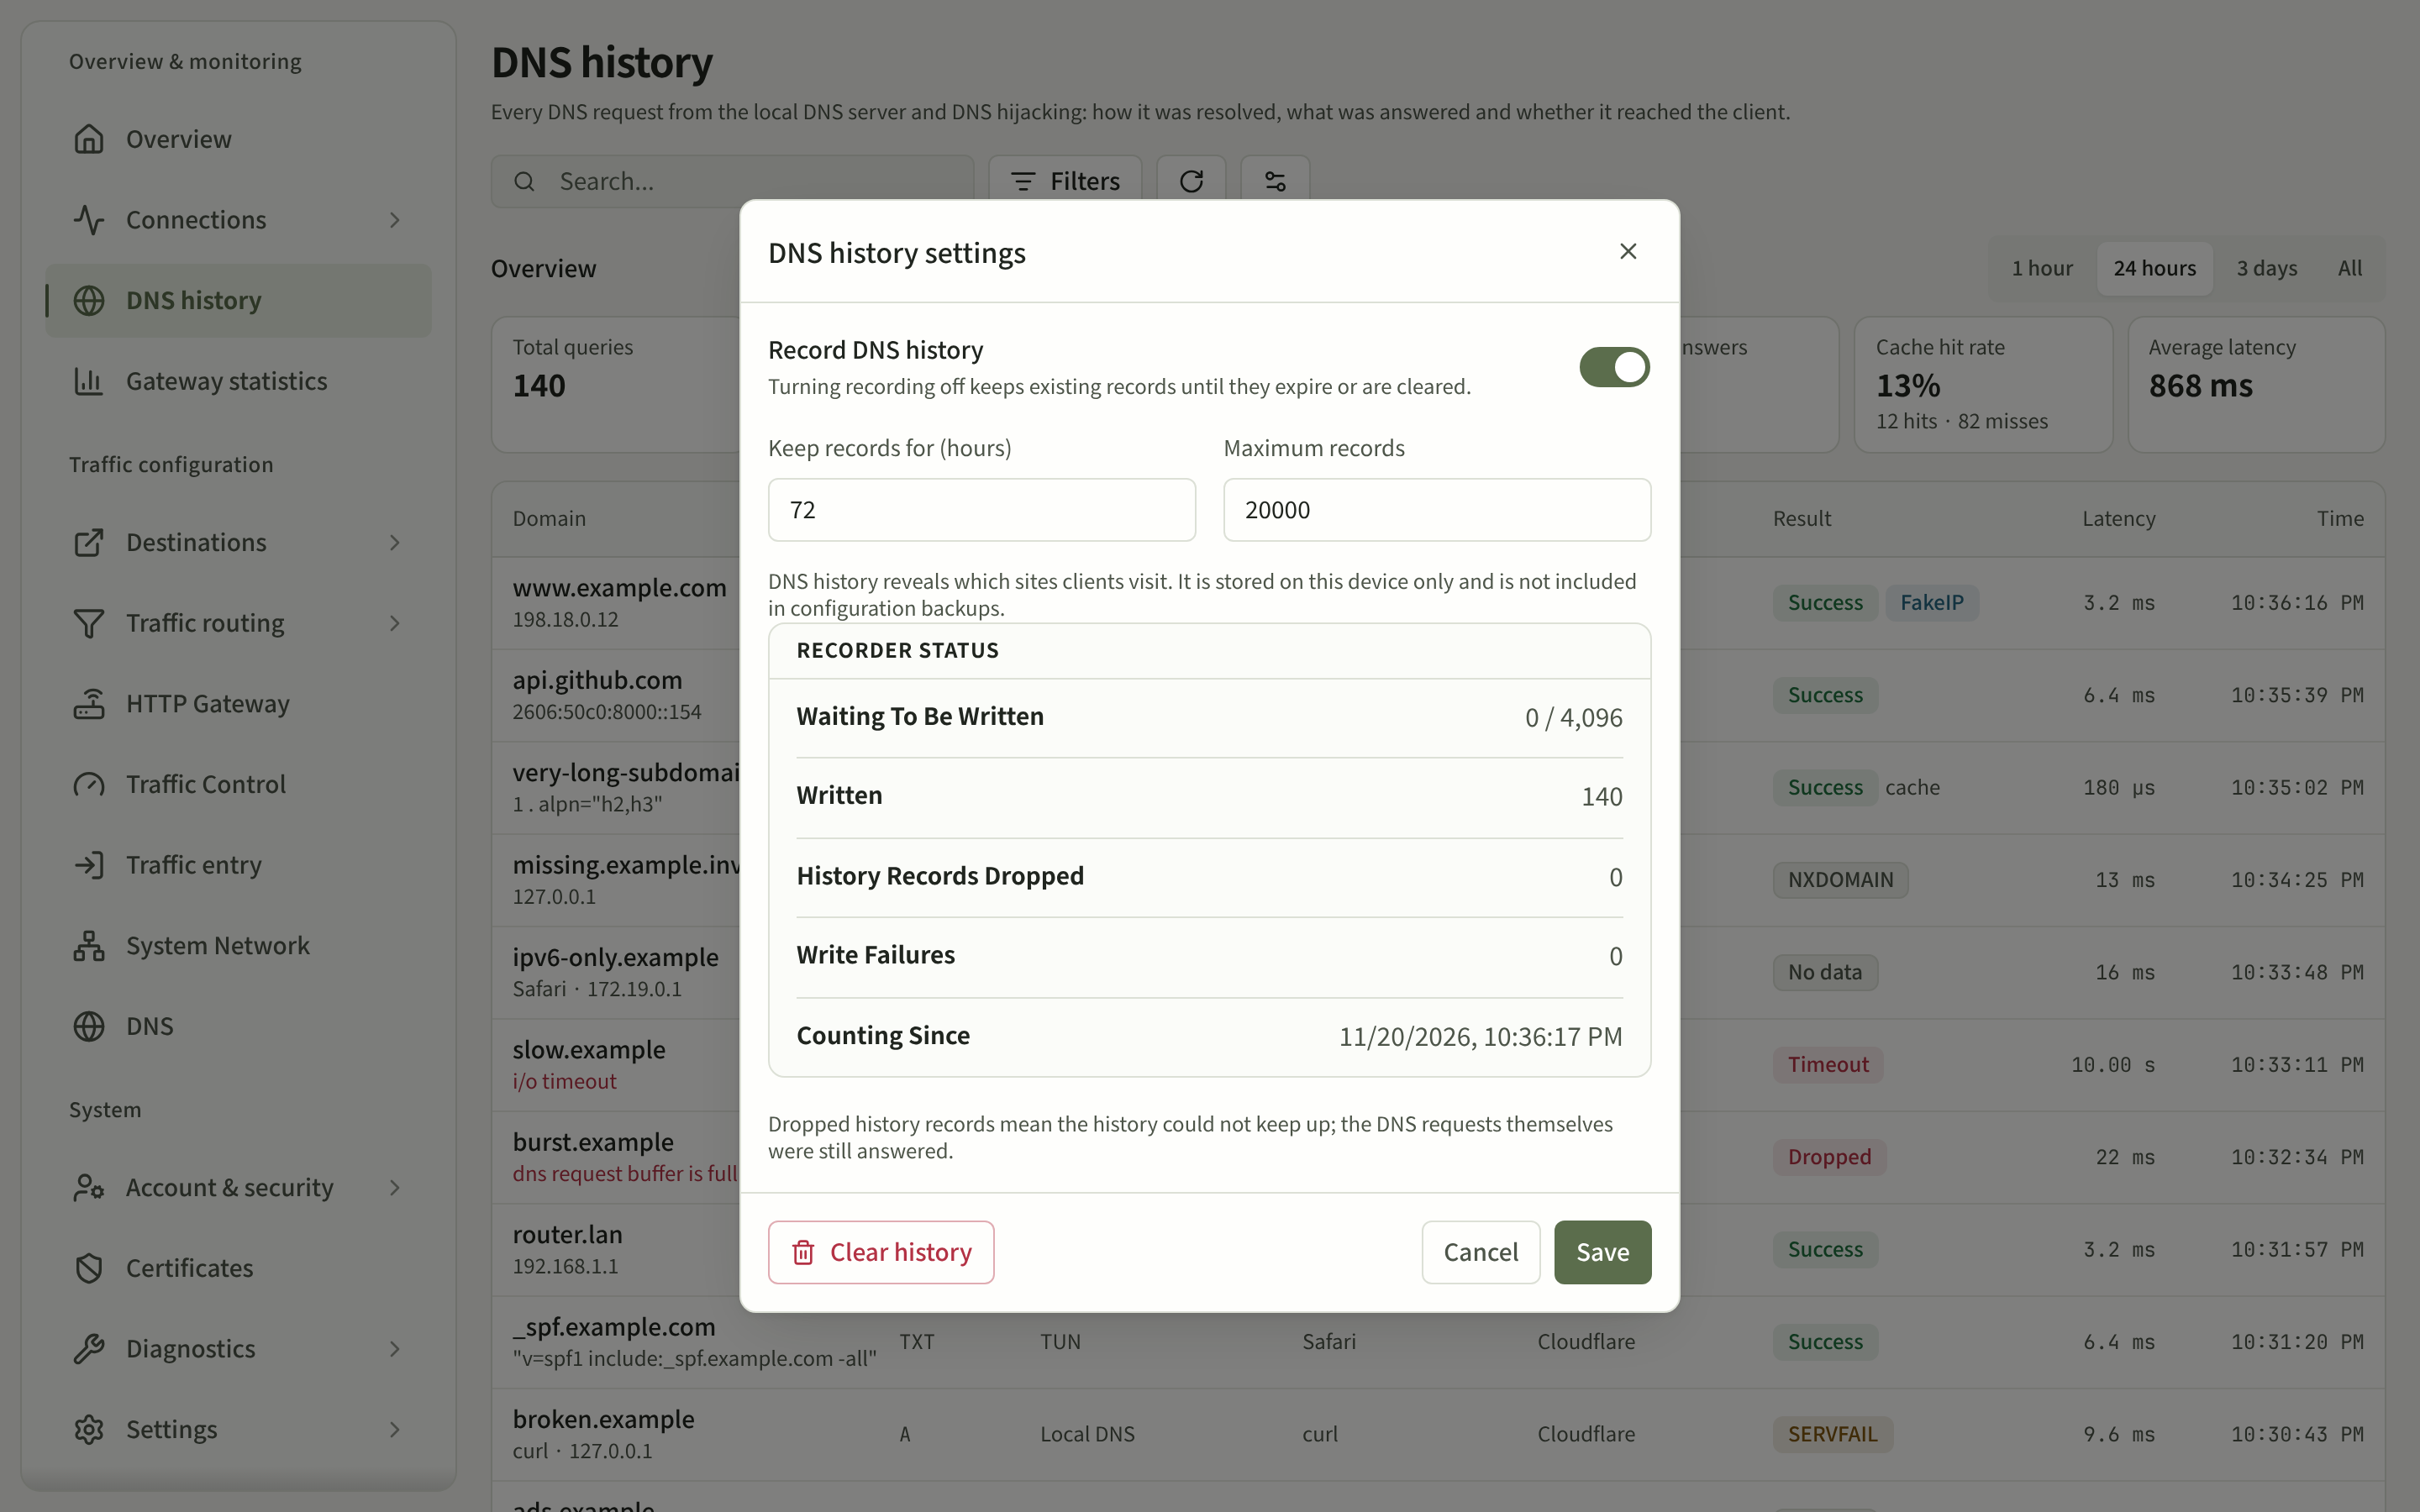 Overview & monitoring
Overview
Connections
DNS history
Gateway statistics
Traffic configuration
Destinations
Traffic routing
HTTP Gateway
Traffic Control
Traffic entry
System Network
DNS
System
Account & security
Certificates
Diagnostics
Settings
DNS history
Every DNS request from the local DNS server and DNS hijacking: how it was resolved, what was answered and whether it reached the client.
Search...
Filters
Overview
1 hour
24 hours
3 days
All
Total queries
140
nswers
Cache hit rate
13%
12 hits · 82 misses
Average latency
868 ms
Domain
Result
Latency
Time
www.example.com
198.18.0.12
Success
FakeIP
3.2 ms
10:36:16 PM
api.github.com
2606:50c0:8000::154
Success
6.4 ms
10:35:39 PM
very-long-subdomai
1 . alpn="h2,h3"
Success
cache
180 µs
10:35:02 PM
missing.example.inv
127.0.0.1
NXDOMAIN
13 ms
10:34:25 PM
ipv6-only.example
Safari · 172.19.0.1
No data
16 ms
10:33:48 PM
slow.example
i/o timeout
Timeout
10.00 s
10:33:11 PM
burst.example
dns request buffer is full
Dropped
22 ms
10:32:34 PM
router.lan
192.168.1.1
Success
3.2 ms
10:31:57 PM
_spf.example.com
"v=spf1 include:_spf.example.com -all"
TXT
TUN
Safari
Cloudflare
Success
6.4 ms
10:31:20 PM
broken.example
curl · 127.0.0.1
A
Local DNS
curl
Cloudflare
SERVFAIL
9.6 ms
10:30:43 PM
ads.example
DNS history settings
Record DNS history
Turning recording off keeps existing records until they expire or are cleared.
Keep records for (hours)
72
Maximum records
20000
DNS history reveals which sites clients visit. It is stored on this device only and is not included
in configuration backups.
RECORDER STATUS
Waiting To Be Written
0 / 4,096
Written
140
History Records Dropped
0
Write Failures
0
Counting Since
11/20/2026, 10:36:17 PM
Dropped history records mean the history could not keep up; the DNS requests themselves
were still answered.
Clear history
Cancel
Save